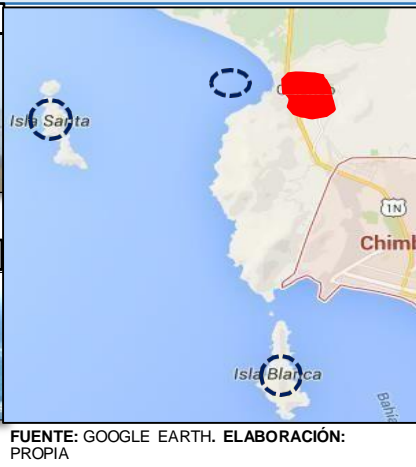 Isla Santa
1N
Chimb
Isla Blanca
Bahía
FUENTE: GOOGLE EARTH. ELABORACIÓN:
PROPIA